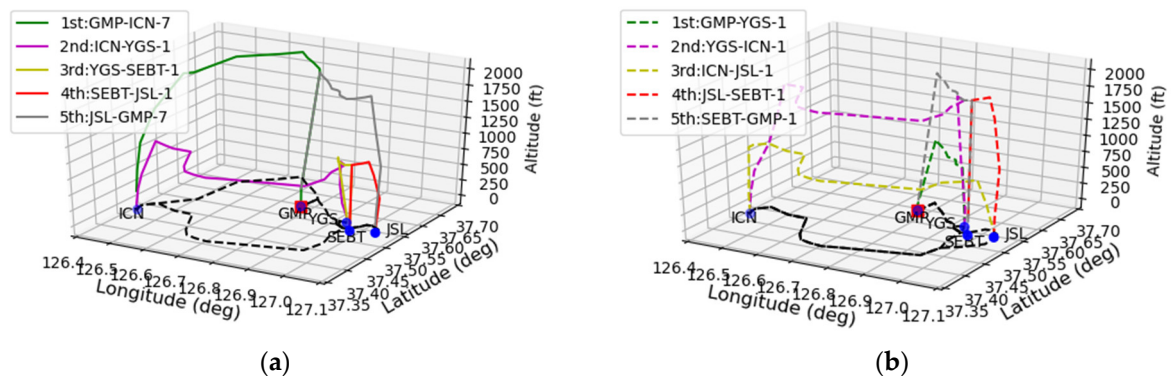 1st:GMP-ICN-7
2nd:ICN-YGS-1
3rd:YGS-SEBT-1
4th:SEBT-JSL-1
5th:JSL-GMP-7
2000
1750
1500
1250
1000
750
500
250
0
Altitude (ft)
ICN
GMP
YGS
SEBT
JSL
126.4
126.5
126.6
126.7
126.8
126.9
127.0
127.1
Longitude (deg)
37.35
37.40
37.45
37.50
37.55
37.60
37.65
37.70
Latitude (deg)
(a)
1st:GMP-YGS-1
2nd:YGS-ICN-1
3rd:ICN-JSL-1
4th:JSL-SEBT-1
5th:SEBT-GMP-1
2000
1750
1500
1250
1000
750
500
250
0
Altitude (ft)
ICN
GMP
YGS
SEBT
JSL
126.4
126.5
126.6
126.7
126.8
126.9
127.0
127.1
Longitude (deg)
37.35
37.40
37.45
37.50
37.55
37.60
37.65
37.70
Latitude (deg)
(b)